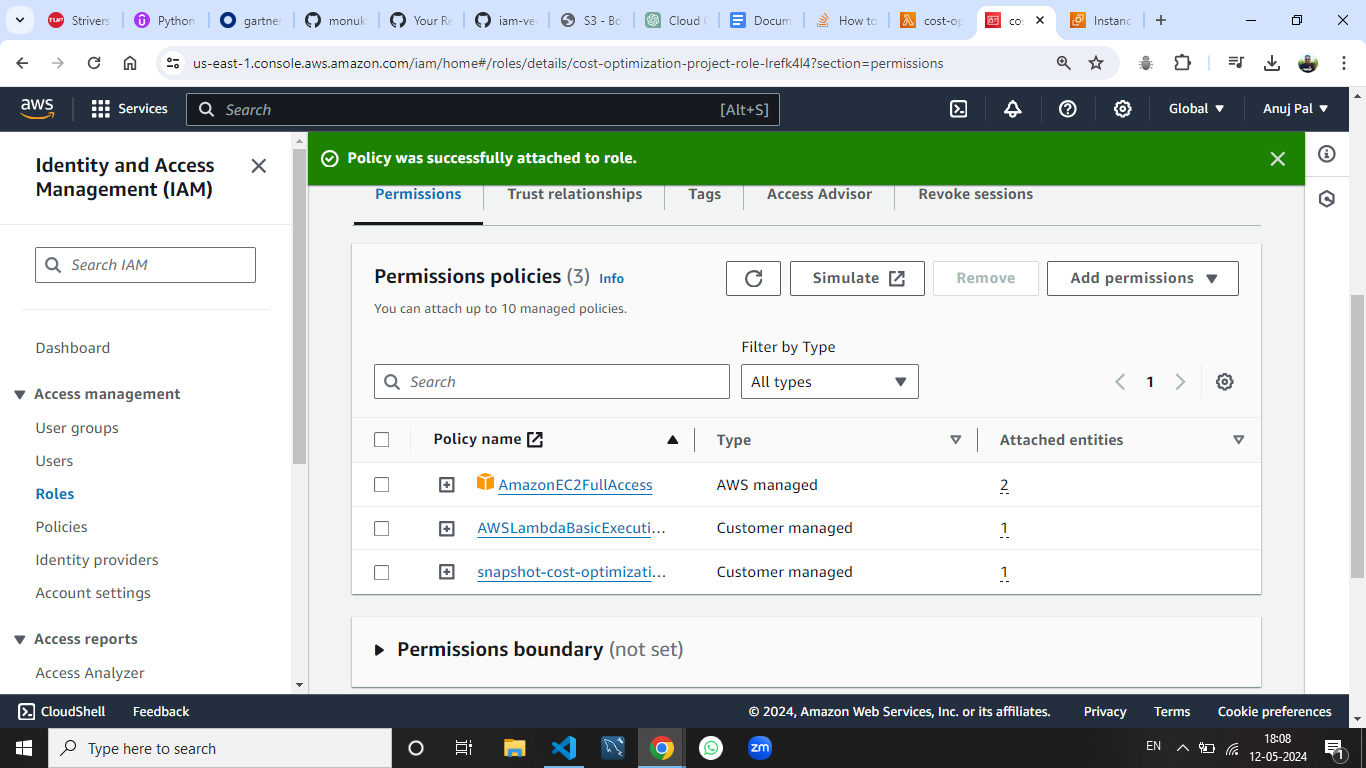 Strivers
Python
gartner
monuk
Your Re
iam-ve
S3 - Bo
Cloud
Docum
How to
cost-op
cos
Instanc
us-east-1.console.aws.amazon.com/iam/home#/roles/details/cost-optimization-project-role-lrefk4l4?section=permissions
aws
Services
Search
[Alt+S]
Global
Anuj Pal
Identity and Access
Management (IAM)
Policy was successfully attached to role.
Permissions
Trust relationships
Tags
Access Advisor
Revoke sessions
Search IAM
Permissions policies (3) Info
Simulate
Remove
Add permissions
You can attach up to 10 managed policies.
Filter by Type
Search
All types
1
Dashboard
Access management
User groups
Users
Roles
Policies
Identity providers
Account settings
Access reports
Access Analyzer
Policy name
Type
Attached entities
AmazonEC2FullAccess
AWS managed
2
AWSLambdaBasicExecuti...
Customer managed
1
snapshot-cost-optimizati...
Customer managed
1
Permissions boundary (not set)
CloudShell
Feedback
© 2024, Amazon Web Services, Inc. or its affiliates.
Privacy
Terms
Cookie preferences
Type here to search
zm
EN
18:08
12-05-2024
1